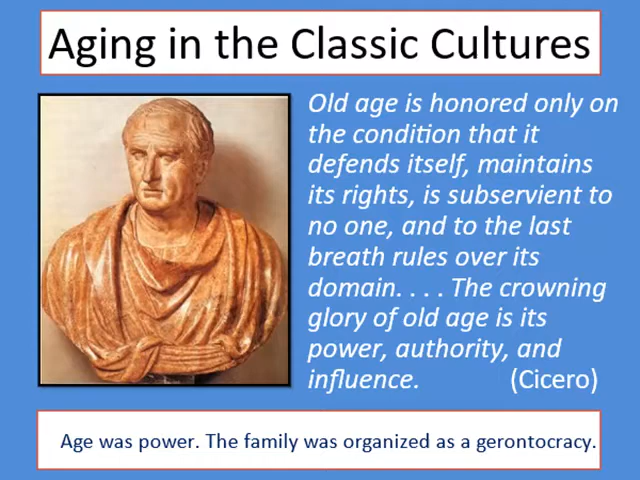 Aging in the Classic Cultures
Old age is honored only on
the condition that it
defends itself, maintains
its rights, is subservient to
no one, and to the last
breath rules over its
domain. . . . The crowning
glory of old age is its
power, authority, and
influence. (Cicero)
Age was power. The family was organized as a gerontocracy.